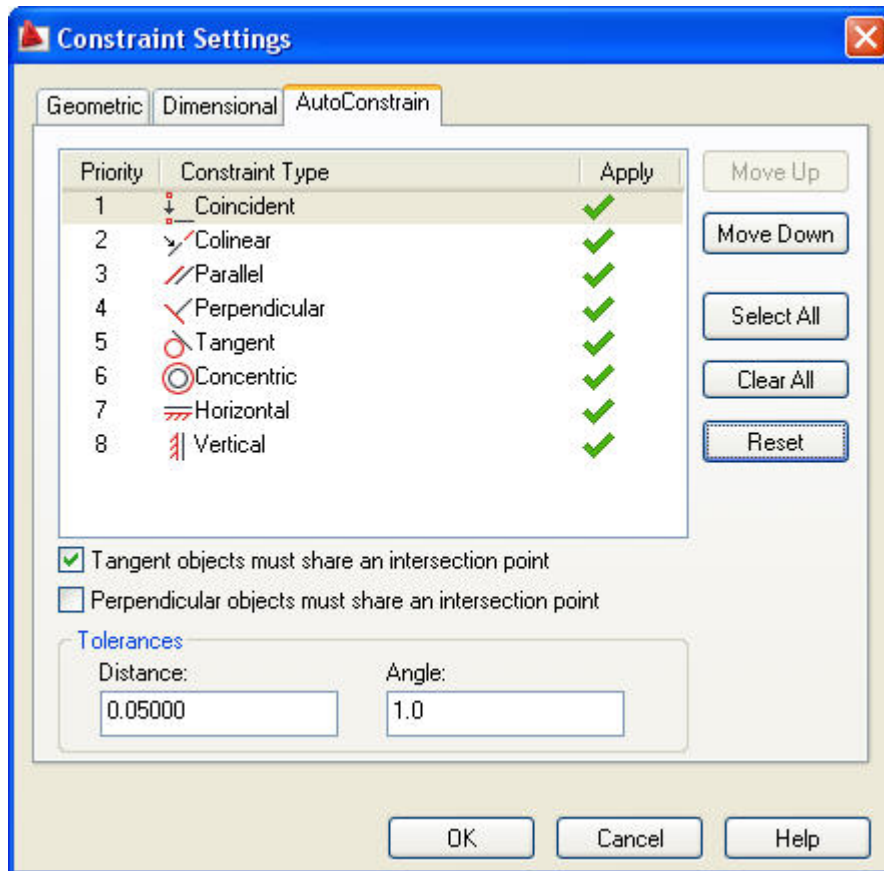 Constraint Settings
Geometric Dimensional AutoConstrain
Priority Constraint Type Apply
1 Coincident
2 Colinear
3 Parallel
4 Perpendicular
5 Tangent
6 Concentric
7 Horizontal
8 Vertical
Move Up
Move Down
Select All
Clear All
Reset
Tangent objects must share an intersection point
Perpendicular objects must share an intersection point
Tolerances
Distance: Angle:
0.05000 1.0
OK Cancel Help